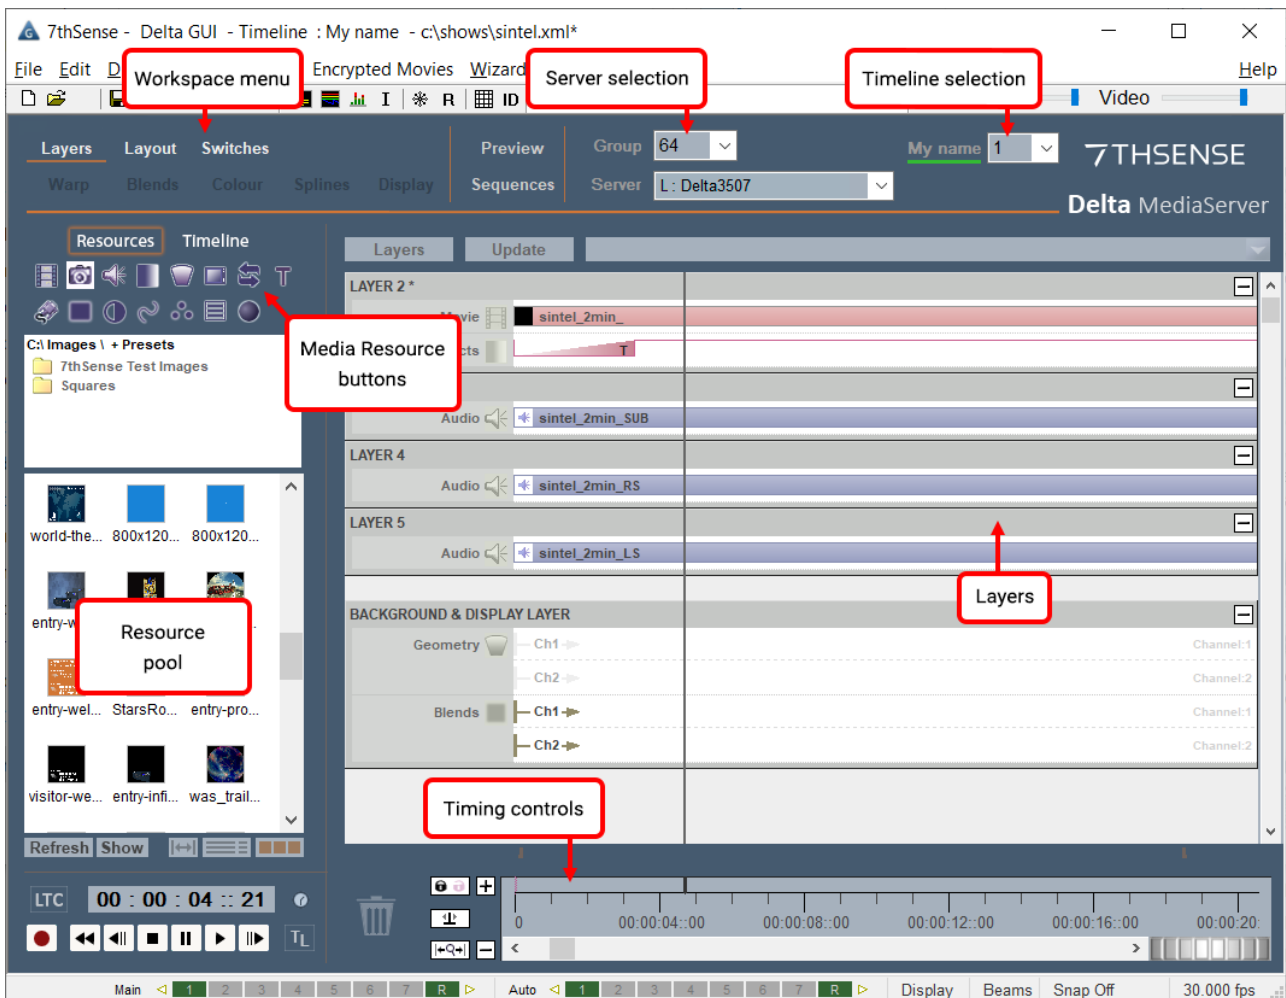 7thSense - Delta GUI - Timeline : My name - c:\shows\sintel.xml*
File Edit D Encrypted Movies Wizard Help
Workspace menu
Server selection
Timeline selection
I R ID Video
Layers Layout Switches Preview Group 64 My name 1 7THSENSE
Warp Blends Colour Splines Display Sequences Server L : Delta3507
Delta MediaServer
Resources Timeline
Layers Update
T
LAYER 2 *
sintel_2min_
T
Media Resource
buttons
C:\ Images \ + Presets
7thSense Test Images
Squares
Audio sintel_2min_SUB
LAYER 4
Audio sintel_2min_RS
LAYER 5
Audio sintel_2min_LS
Layers
world-the... 800x120... 800x120...
Resource
pool
entry-wel... StarsRo... entry-pro...
visitor-we... entry-infi... was_trail...
BACKGROUND & DISPLAY LAYER
Geometry Ch1 Channel:1
Ch2 Channel:2
Blends Ch1 Channel:1
Ch2 Channel:2
Timing controls
Refresh Show
LTC 00 : 00 : 04 :: 21
TL
0 00:00:04::00 00:00:08::00 00:00:12::00 00:00:16::00 00:00:20:
Main 1 2 3 4 5 6 7 R Auto 1 2 3 4 5 6 7 R Display Beams Snap Off 30.000 fps